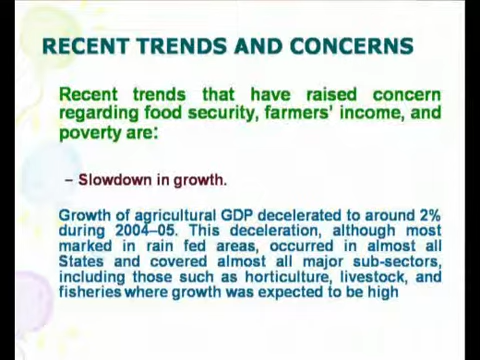 RECENT TRENDS AND CONCERNS
Recent trends that have raised concern
regarding food security, farmers' income, and
poverty are:
– Slowdown in growth.
Growth of agricultural GDP decelerated to around 2%
during 2004–05. This deceleration, although most
marked in rain fed areas, occurred in almost all
States and covered almost all major sub-sectors,
including those such as horticulture, livestock, and
fisheries where growth was expected to be high